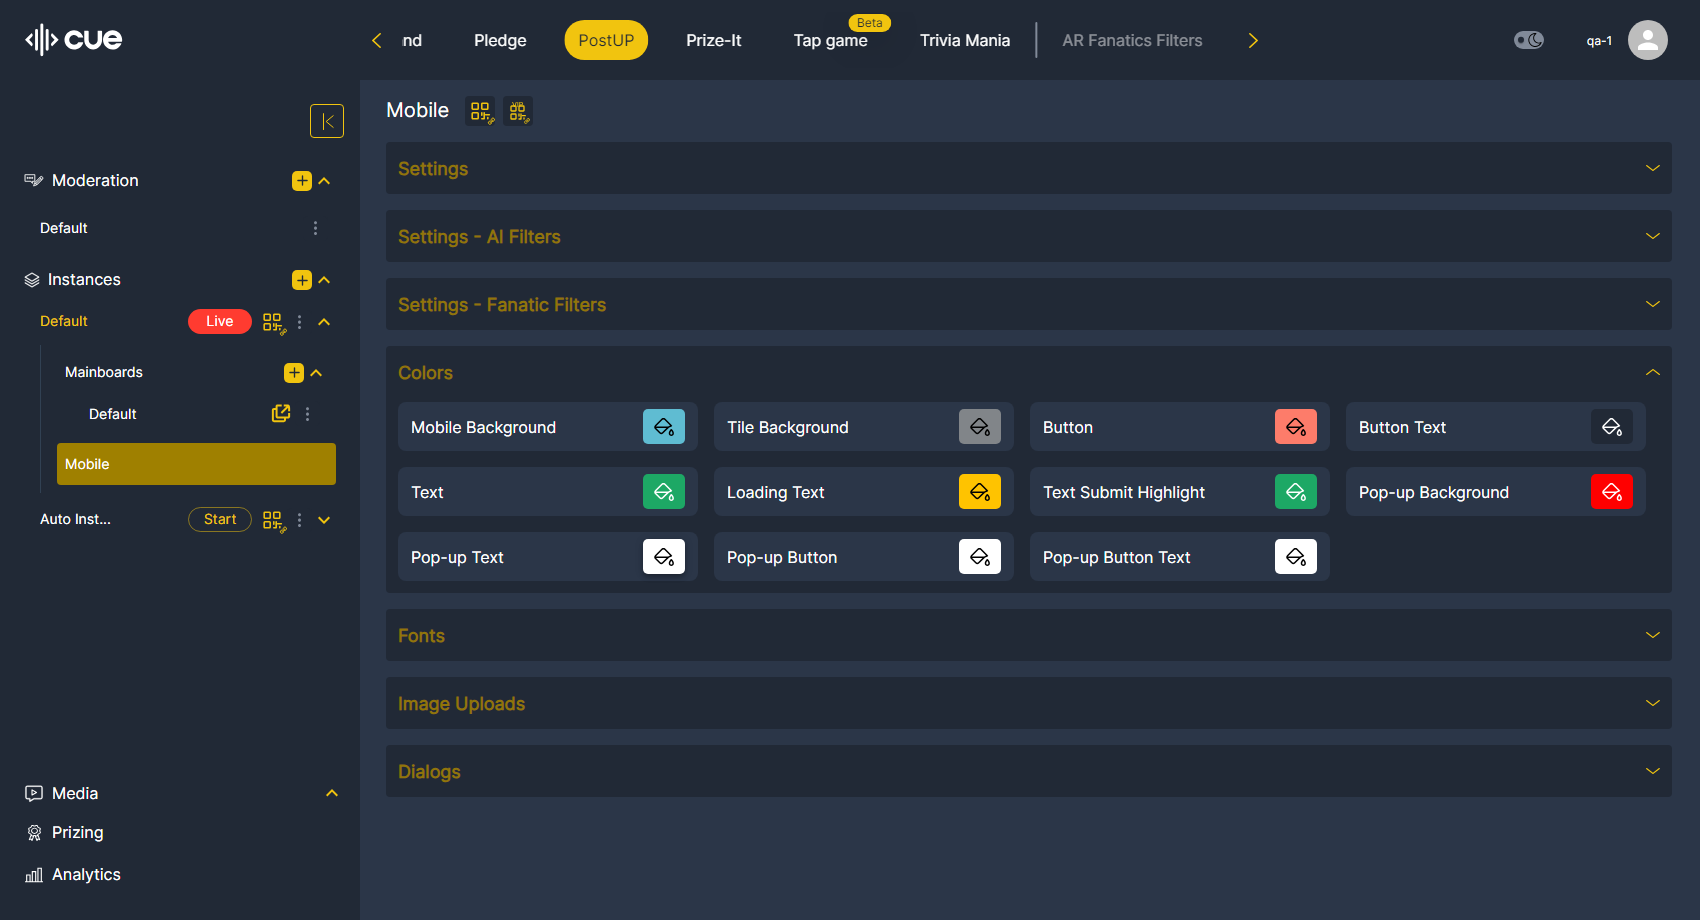 cue
nd
Pledge
PostUP
Prize-It
Tap game
Beta
Trivia Mania
AR Fanatics Filters
qa-1
Moderation
Default
Instances
Default
Live
Mainboards
Default
Mobile
Auto Inst...
Start
Media
Prizing
Analytics
Mobile
Settings
Settings - AI Filters
Settings - Fanatic Filters
Colors
Mobile Background
Tile Background
Button
Button Text
Text
Loading Text
Text Submit Highlight
Pop-up Background
Pop-up Text
Pop-up Button
Pop-up Button Text
Fonts
Image Uploads
Dialogs